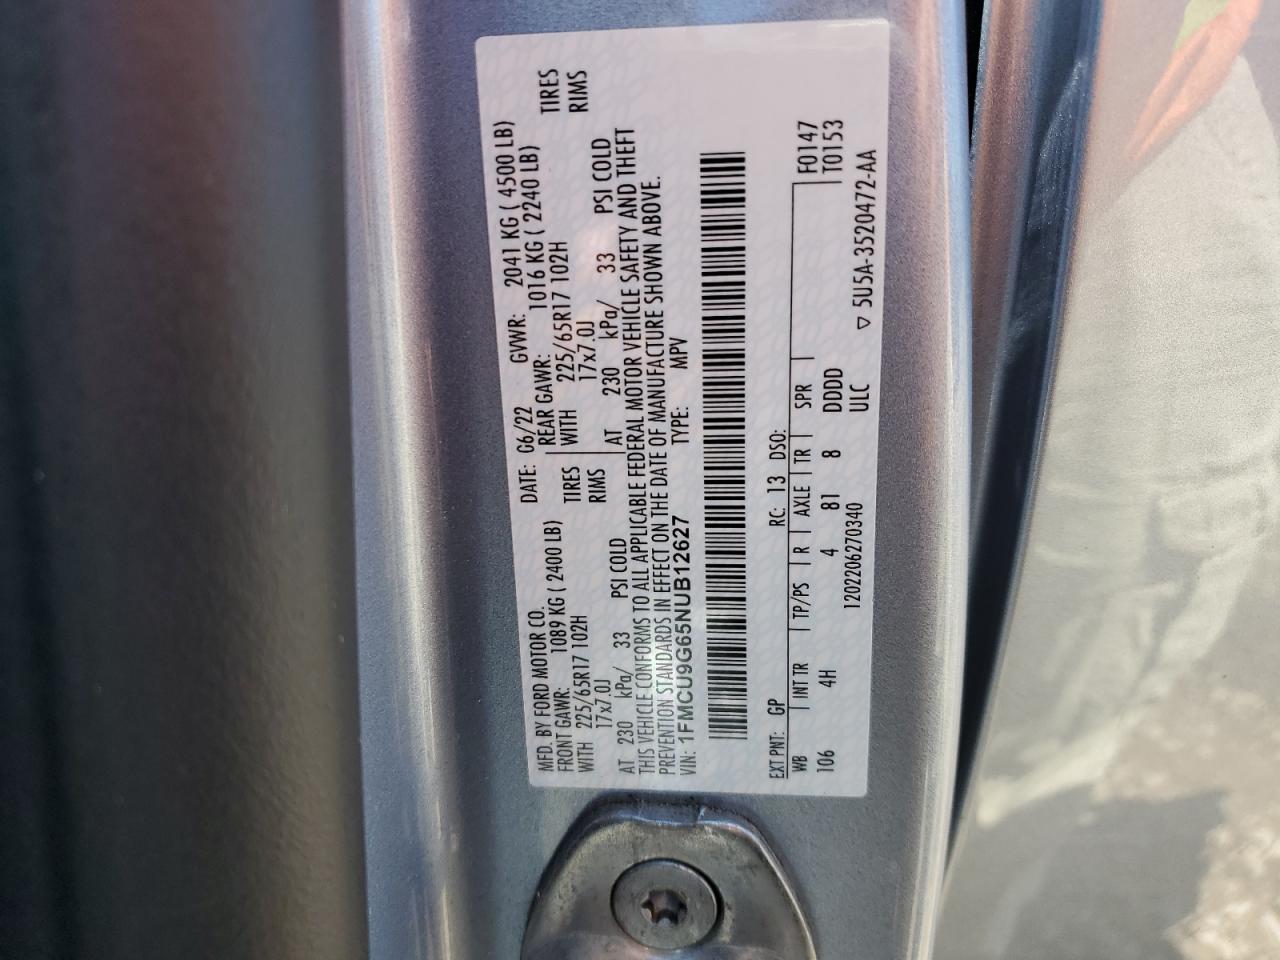 MFD. BY FORD MOTOR CO. DATE: 06/22 GVWR: 2041 KG ( 4500 LB)
FRONT GAWR: 1089 KG ( 2400 LB) REAR GAWR: 1016 KG ( 2240 LB)
WITH 225/65R17 102H TIRES WITH 225/65R17 102H TIRES
17x7.0J RIMS 17x7.0J RIMS
AT 230 kPa/ 33 PSI COLD AT 230 kPa/ 33 PSI COLD
THIS VEHICLE CONFORMS TO ALL APPLICABLE FEDERAL MOTOR VEHICLE SAFETY AND THEFT
PREVENTION STANDARDS IN EFFECT ON THE DATE OF MANUFACTURE SHOWN ABOVE.
VIN: 1FMCU9G65NUB12627 TYPE: MPV
EXT PNT: GP RC: 13 DSO: F0147
WB INT TR TP/PS R AXLE TR SPR T0153
106 4H 4 8I 8 DDDD
1202206270340 ULC ▽ 5U5A-3520472-AA